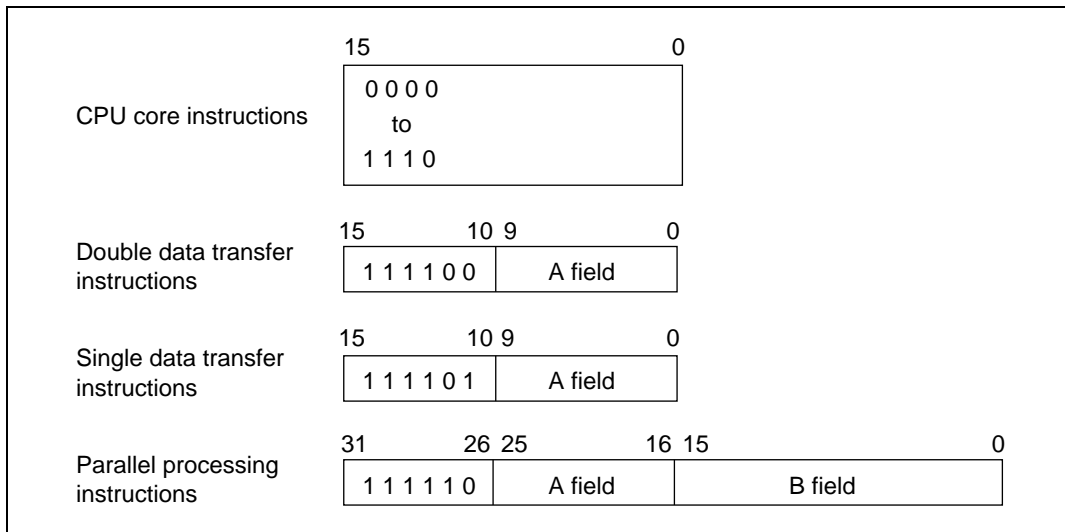 15 0
CPU core instructions
0 0 0 0
to
1 1 1 0
15 10 9 0
Double data transfer
instructions
1 1 1 1 0 0 A field
15 10 9 0
Single data transfer
instructions
1 1 1 1 0 1 A field
31 26 25 16 15 0
Parallel processing
instructions
1 1 1 1 1 0 A field B field